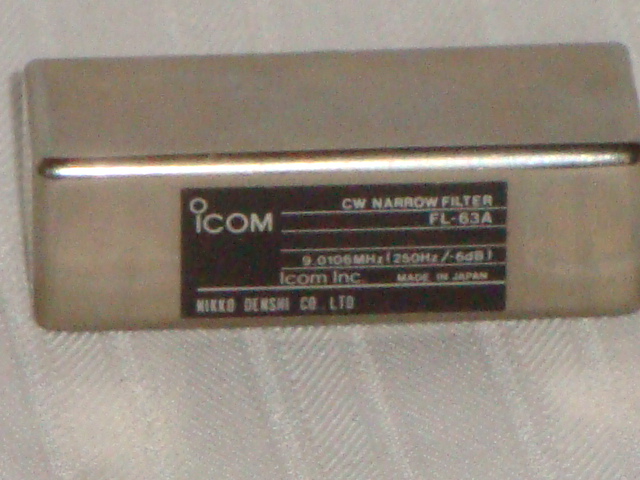 ICOM
CW NARROW FILTER
FL-63A
9.0106MHz (250Hz/-6dB)
Icom Inc. MADE IN JAPAN
NIKKO DENSHI CO. LTD